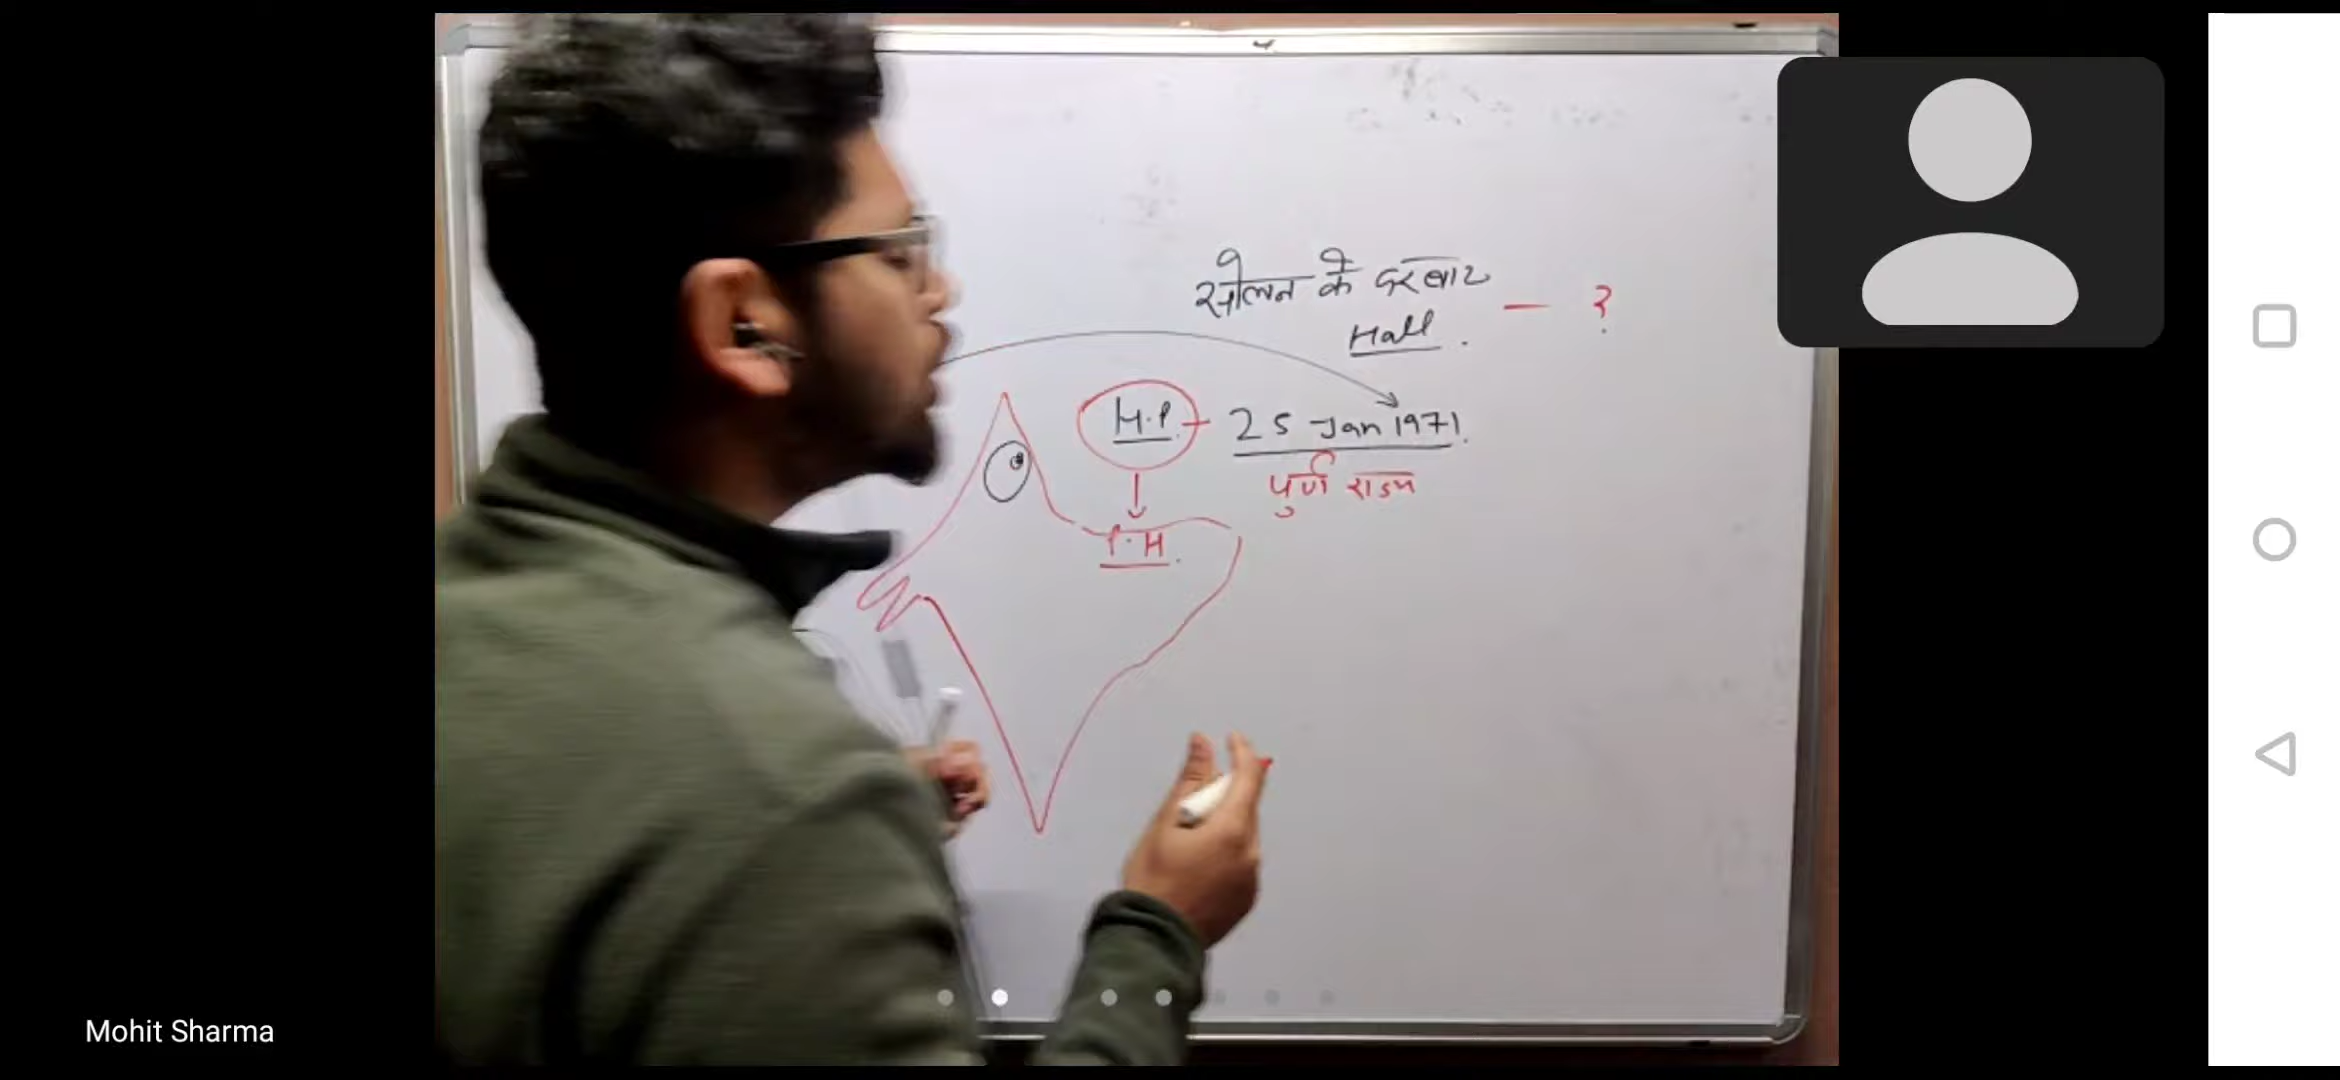 सोलन के दरबार
Hall. - ?
H.P - 25 Jan 1971.
पुर्ण राज्य
P.H.
Mohit Sharma